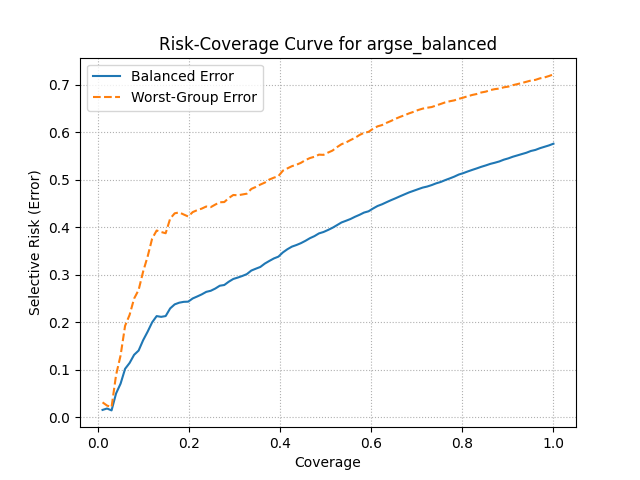 Risk-Coverage Curve for argse_balanced
Balanced Error
Worst-Group Error
Selective Risk (Error)
0.7
0.6
0.5
0.4
0.3
0.2
0.1
0.0
0.0 0.2 0.4 0.6 0.8 1.0
Coverage